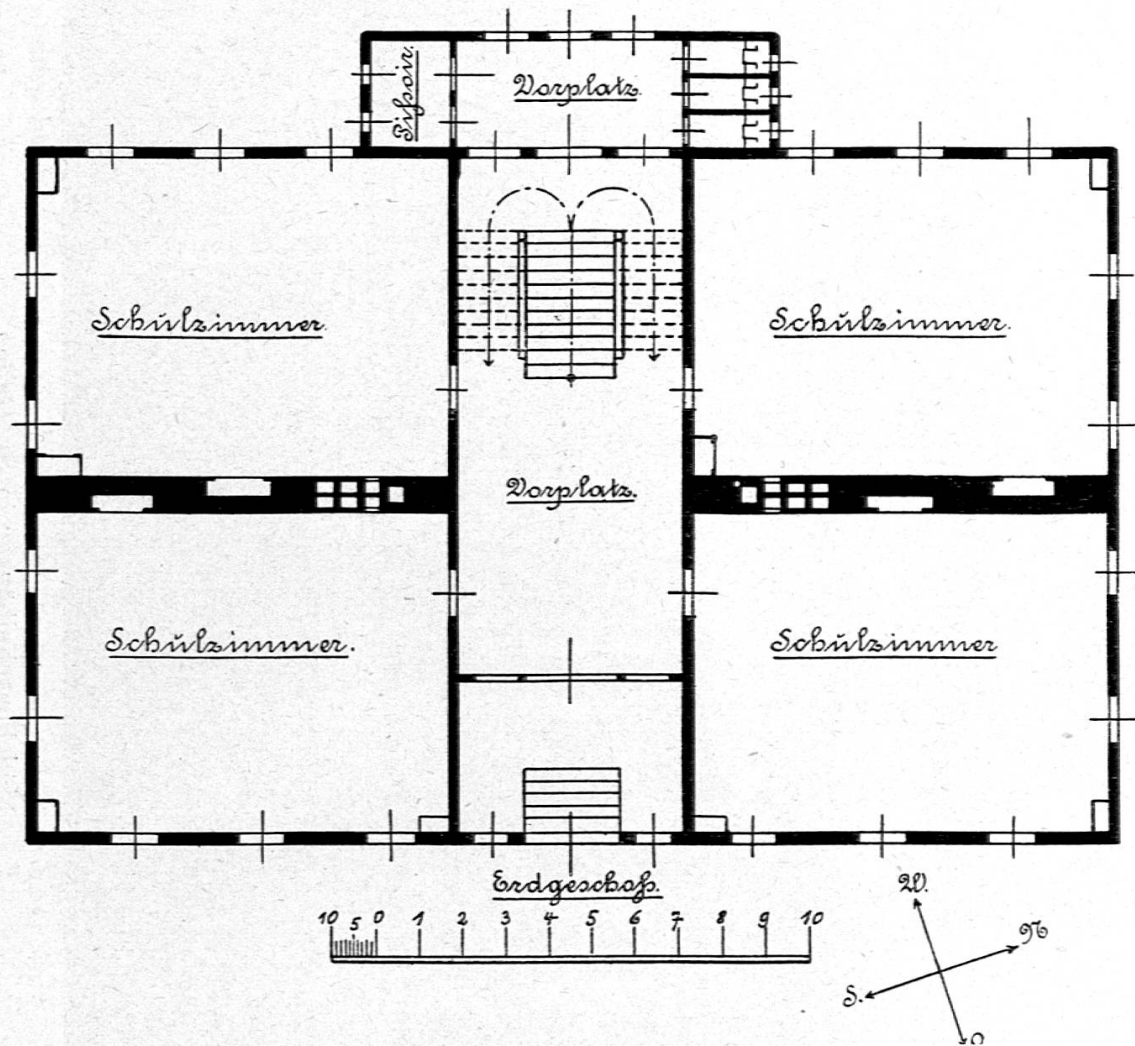 Pißoir.
Vorplatz.
Schulzimmer.
Schulzimmer.
Vorplatz.
Schulzimmer.
Schulzimmer
Erdgeschoß.
10 5 0 1 2 3 4 5 6 7 8 9 10
W.
N
S.
O